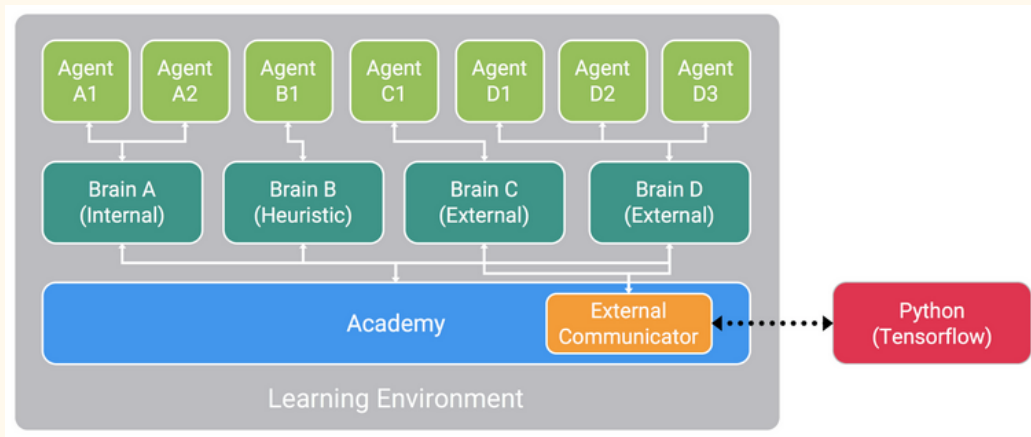 Agent
A1
Agent
A2
Agent
B1
Agent
C1
Agent
D1
Agent
D2
Agent
D3
Brain A
(Internal)
Brain B
(Heuristic)
Brain C
(External)
Brain D
(External)
Academy
External
Communicator
Python
(Tensorflow)
Learning Environment